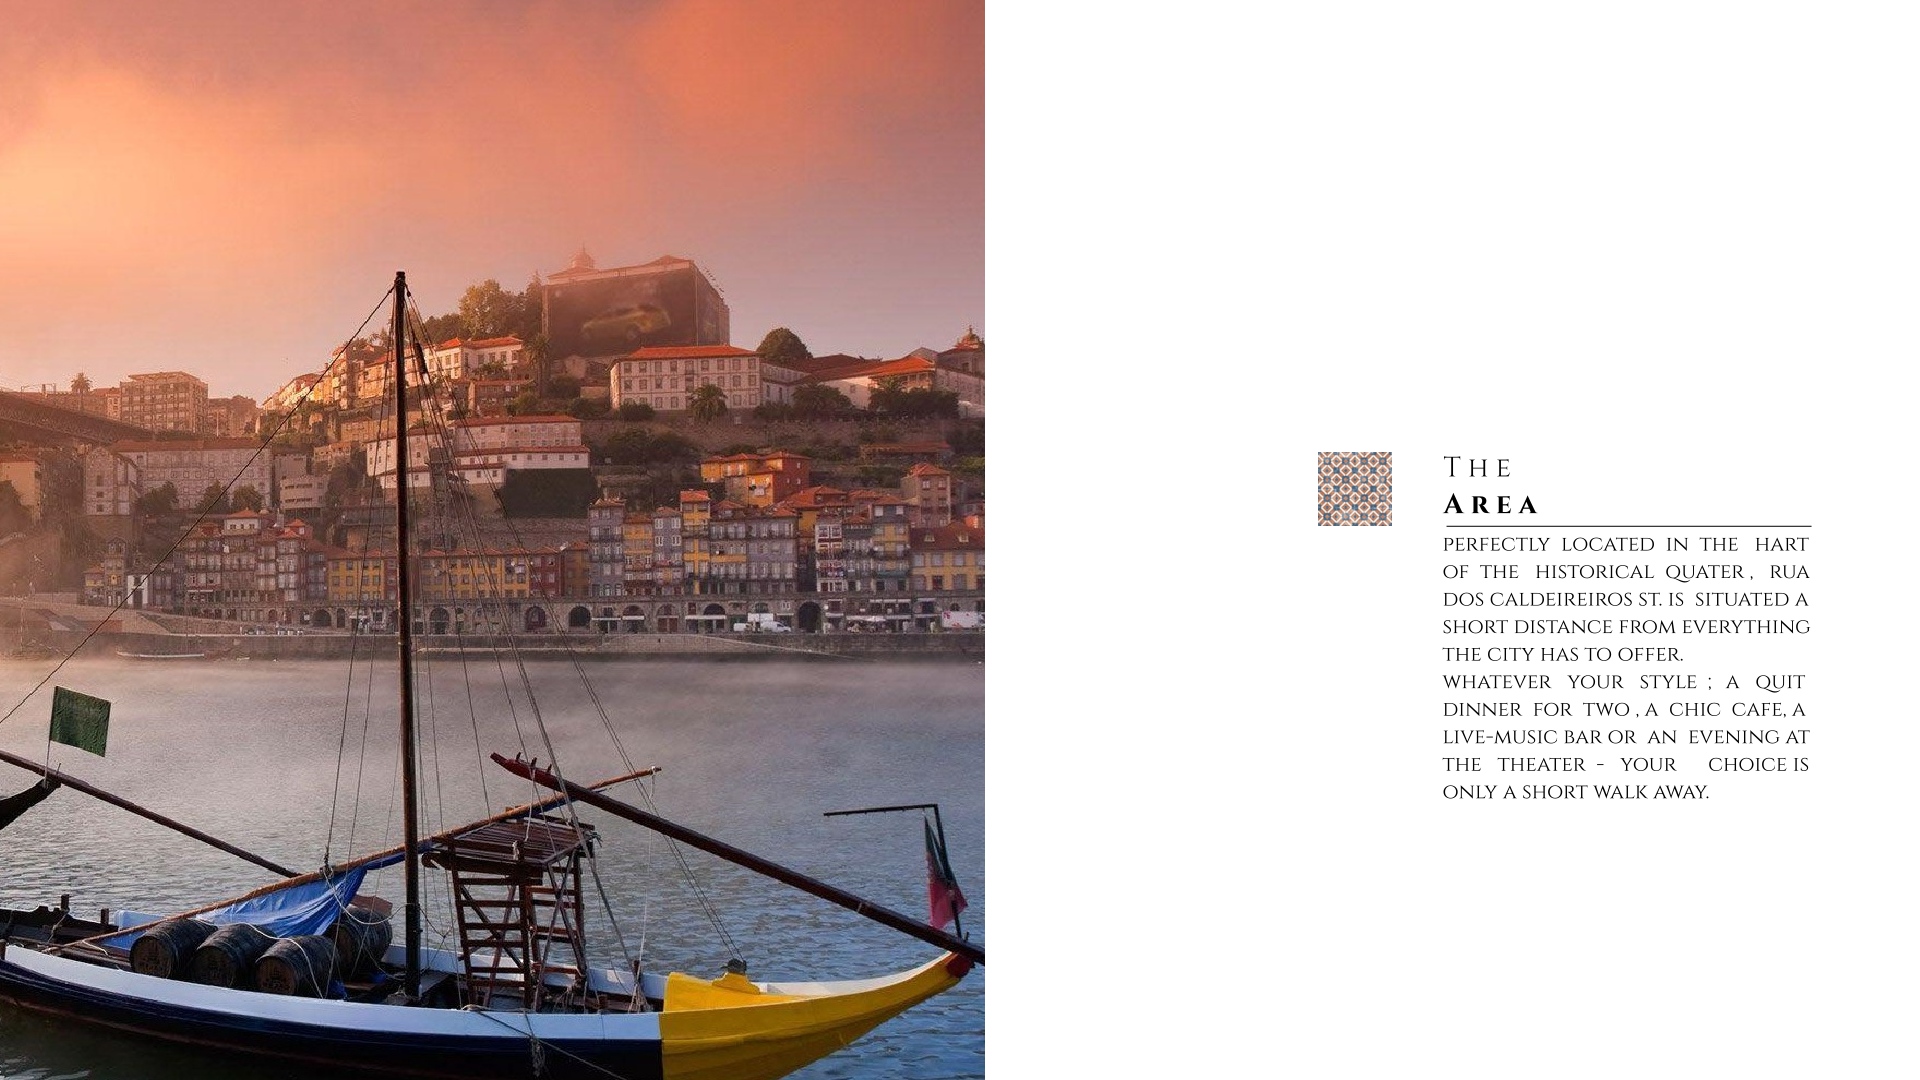 THE
AREA
PERFECTLY LOCATED IN THE HART
OF THE HISTORICAL QUATER , RUA
DOS CALDEIREIROS ST. IS SITUATED A
SHORT DISTANCE FROM EVERYTHING
THE CITY HAS TO OFFER.
WHATEVER YOUR STYLE ; A QUIT
DINNER FOR TWO , A CHIC CAFE, A
LIVE-MUSIC BAR OR AN EVENING AT
THE THEATER - YOUR CHOICE IS
ONLY A SHORT WALK AWAY.